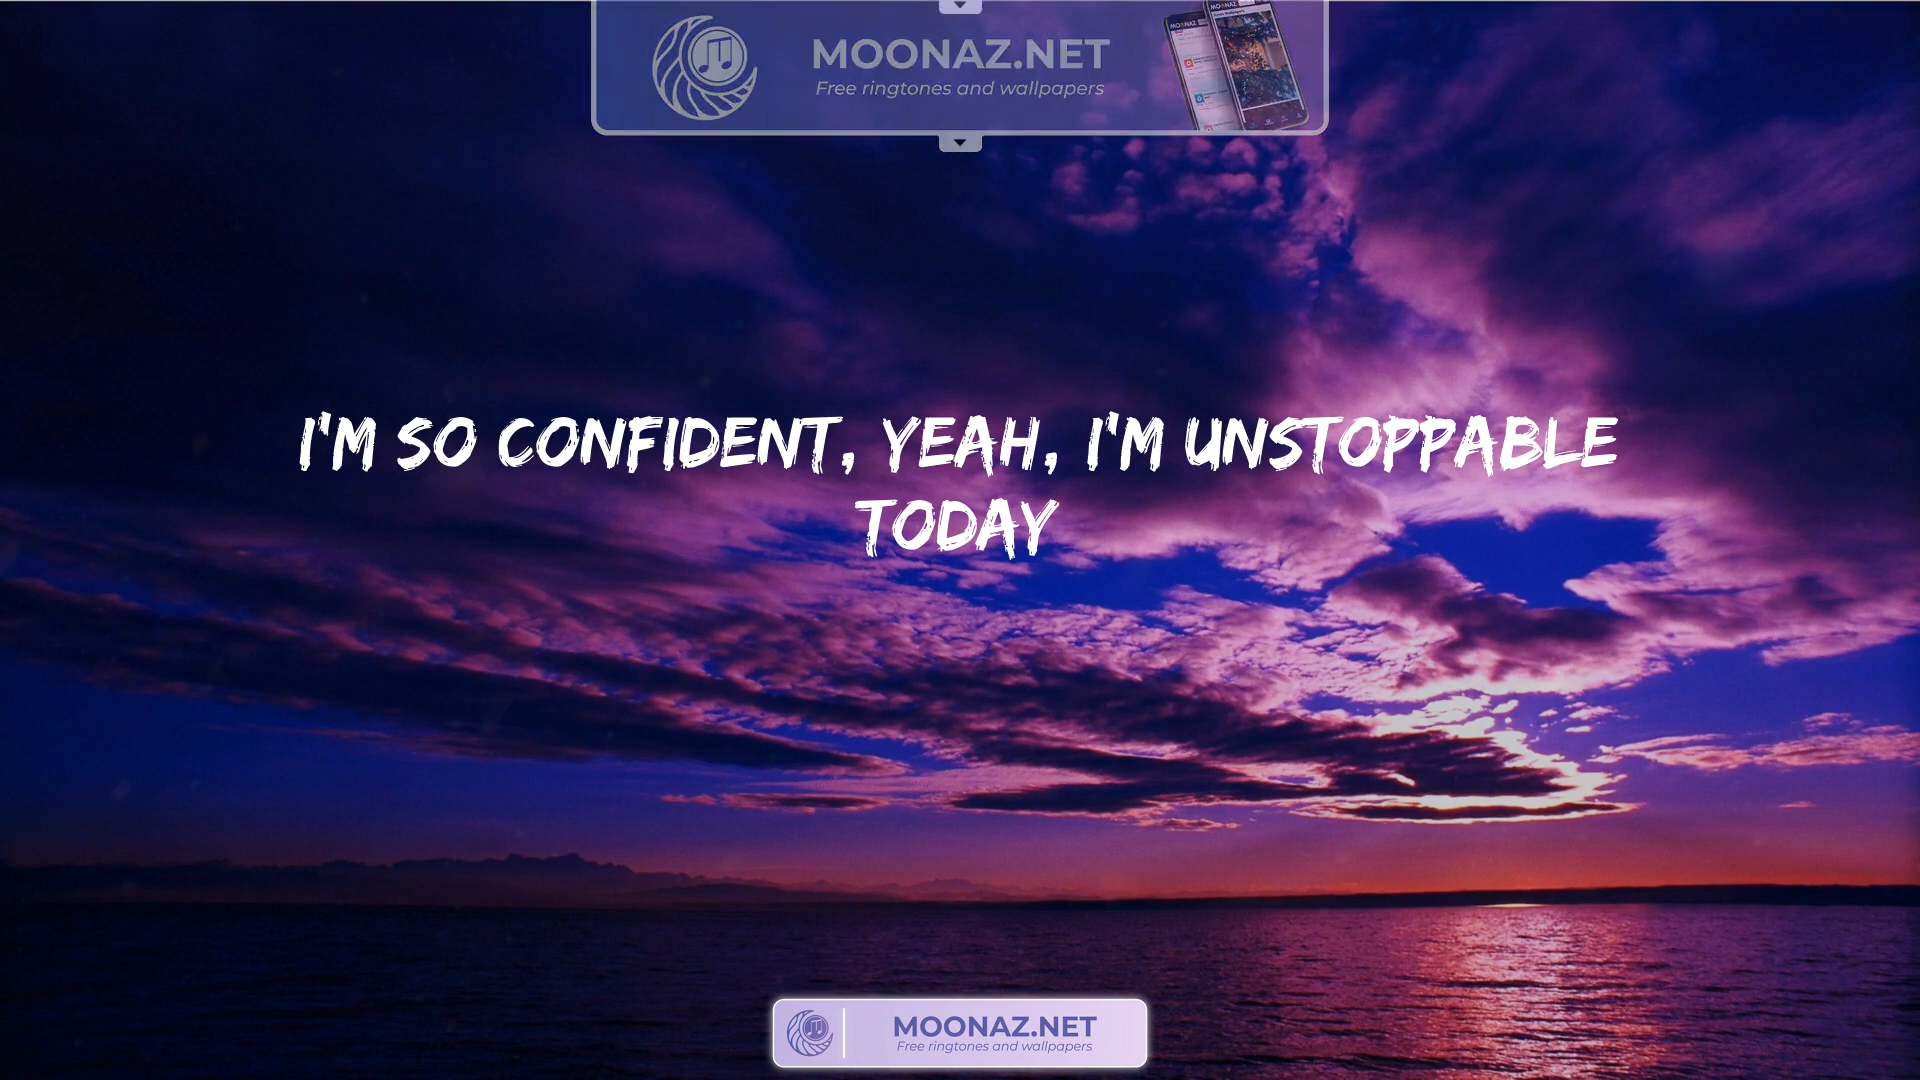 MOONAZ.NET
Free ringtones and wallpapers
I'M SO CONFIDENT, YEAH, I'M UNSTOPPABLE
TODAY
MOONAZ.NET
Free ringtones and wallpapers